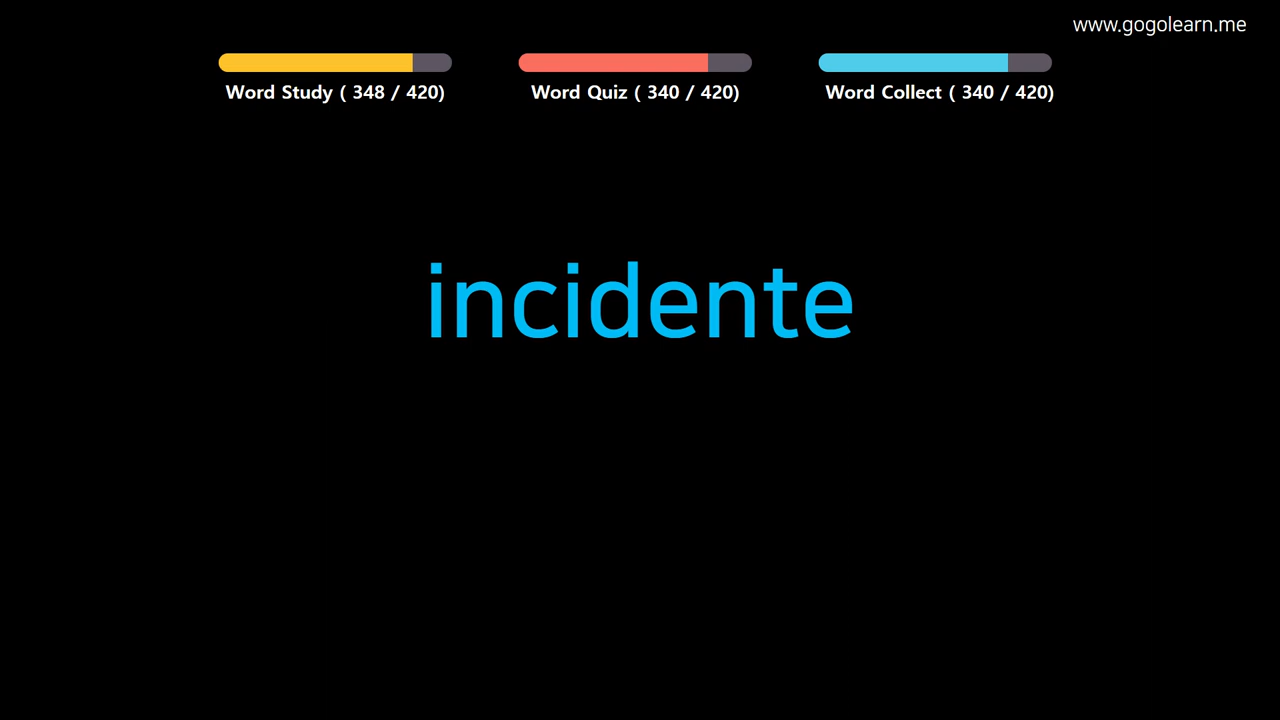 www.gogolearn.me
Word Study ( 348 / 420)
Word Quiz ( 340 / 420)
Word Collect ( 340 / 420)
incidente